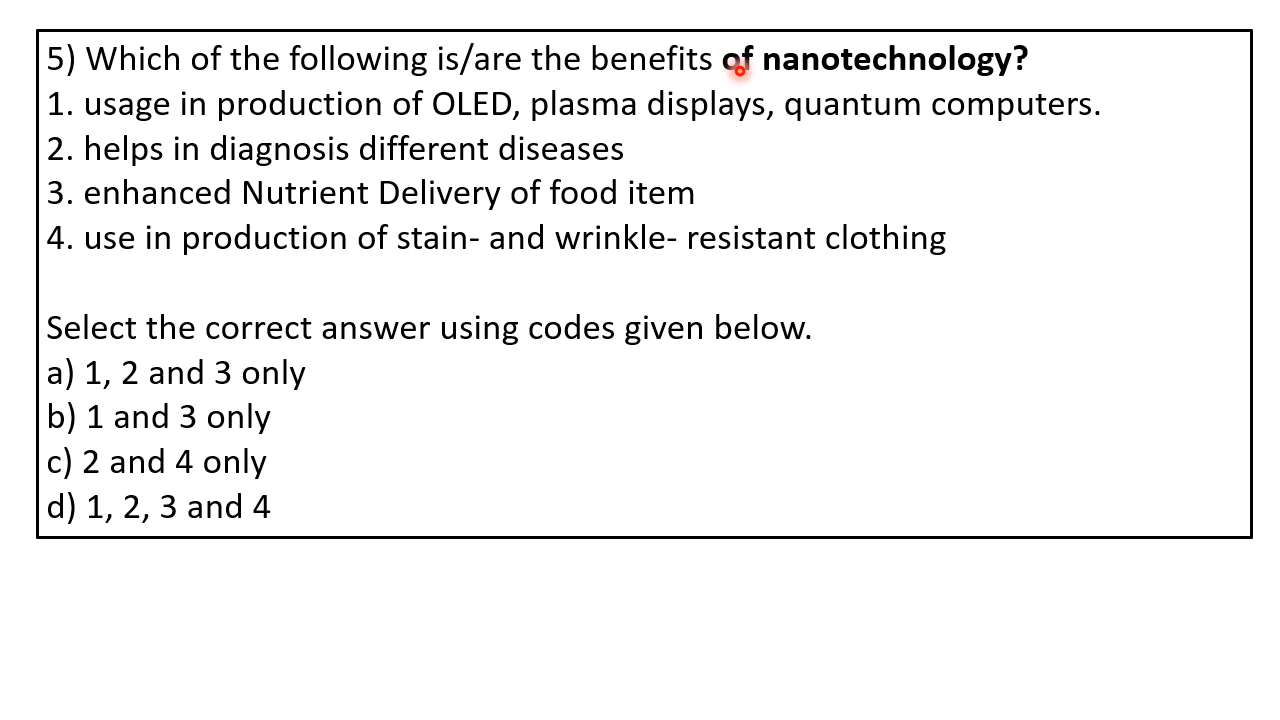 5) Which of the following is/are the benefits of nanotechnology?
1. usage in production of OLED, plasma displays, quantum computers.
2. helps in diagnosis different diseases
3. enhanced Nutrient Delivery of food item
4. use in production of stain- and wrinkle- resistant clothing
Select the correct answer using codes given below.
a) 1, 2 and 3 only
b) 1 and 3 only
c) 2 and 4 only
d) 1, 2, 3 and 4